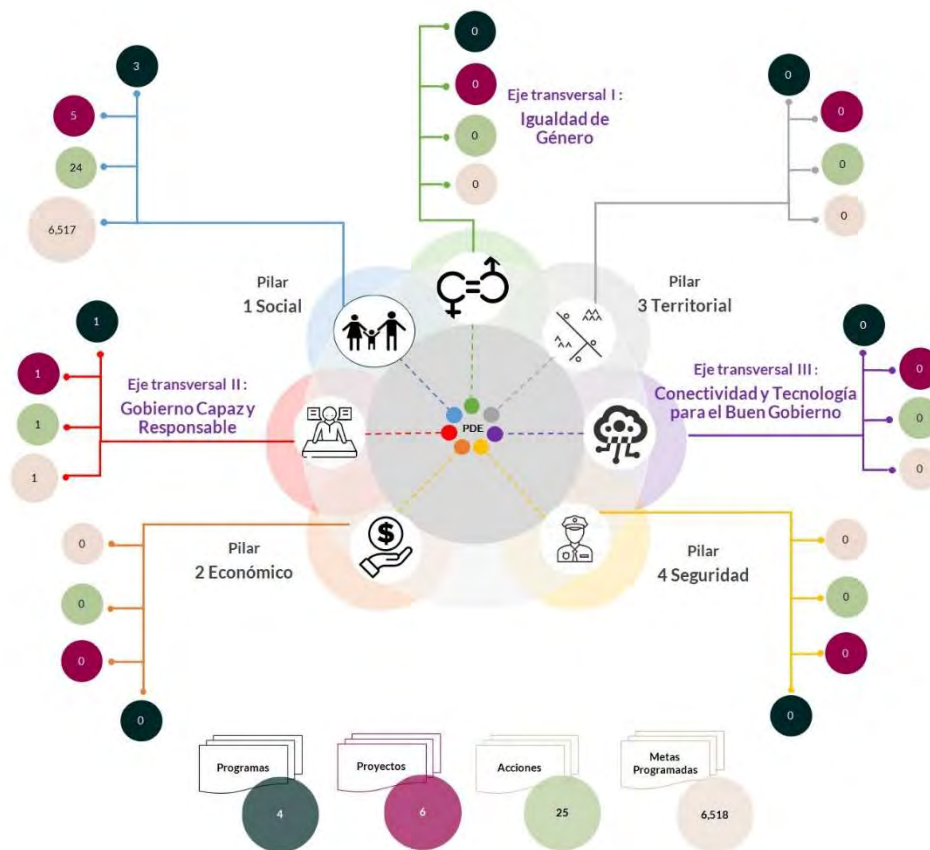 3
5
24
6,517
Pilar
1 Social
0
0
0
0
Eje transversal I :
Igualdad de
Género
0
0
0
0
Pilar
3 Territorial
1
1
1
1
Eje transversal II :
Gobierno Capaz y
Responsable
PDE
Eje transversal III :
Conectividad y Tecnología
para el Buen Gobierno
0
0
0
0
0
0
0
0
Pilar
2 Económico
$
Pilar
4 Seguridad
0
0
0
0
Programas
4
Proyectos
6
Acciones
25
Metas
Programadas
6,518